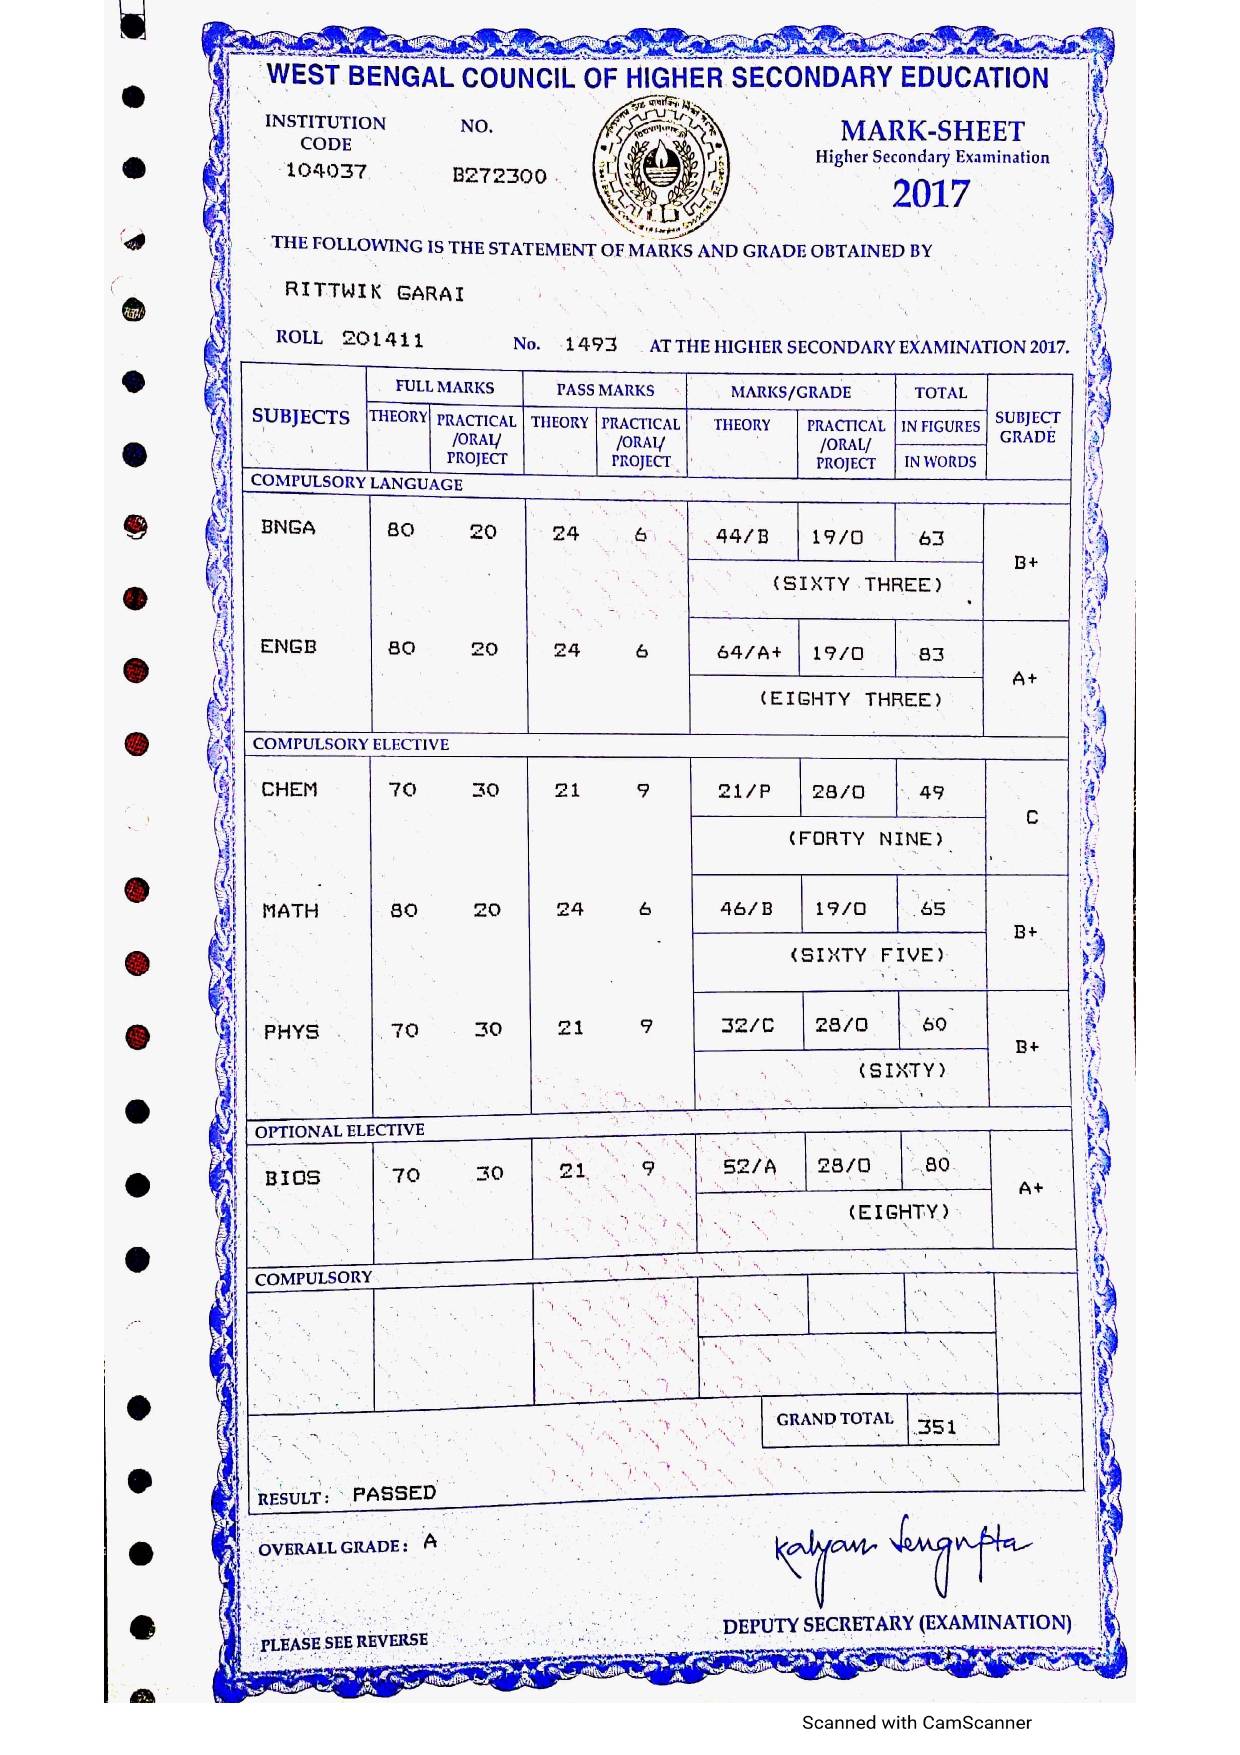 WEST BENGAL COUNCIL OF HIGHER SECONDARY EDUCATION
INSTITUTION CODE
104037
NO.
B272300
MARK-SHEET
Higher Secondary Examination
2017
THE FOLLOWING IS THE STATEMENT OF MARKS AND GRADE OBTAINED BY
RITTWIK GARAI
ROLL 201411 No. 1493 AT THE HIGHER SECONDARY EXAMINATION 2017.
SUBJECTS FULL MARKS PASS MARKS MARKS/GRADE TOTAL SUBJECT GRADE
THEORY PRACTICAL /ORAL/ PROJECT THEORY PRACTICAL /ORAL/ PROJECT THEORY PRACTICAL /ORAL/ PROJECT IN FIGURES
IN WORDS
COMPULSORY LANGUAGE
BNGA 80 20 24 6 44/B 19/O 63 B+
(SIXTY THREE)
ENGB 80 20 24 6 64/A+ 19/O 83 A+
(EIGHTY THREE)
COMPULSORY ELECTIVE
CHEM 70 30 21 9 21/P 28/O 49 C
(FORTY NINE)
MATH 80 20 24 6 46/B 19/O 65 B+
(SIXTY FIVE)
PHYS 70 30 21 9 32/C 28/O 60 B+
(SIXTY)
OPTIONAL ELECTIVE
BIOS 70 30 21 9 52/A 28/O 80 A+
(EIGHTY)
COMPULSORY
GRAND TOTAL 351
RESULT: PASSED
OVERALL GRADE: A
Kalyan Sengupta
DEPUTY SECRETARY (EXAMINATION)
PLEASE SEE REVERSE
Scanned with CamScanner